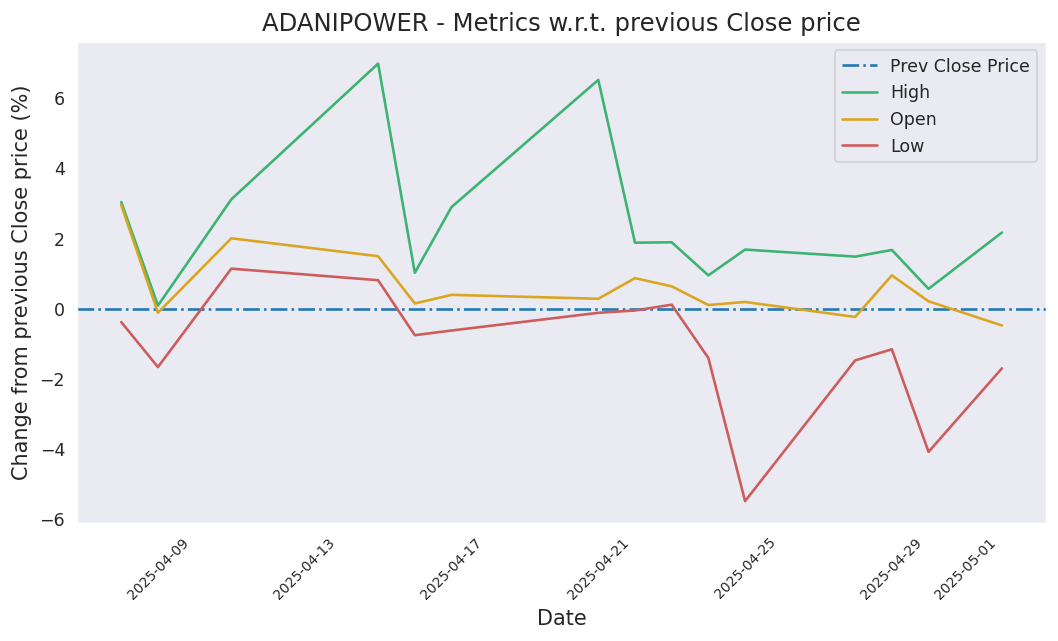 ADANIPOWER - Metrics w.r.t. previous Close price
Prev Close Price
High
Open
Low
Change from previous Close price (%)
6
4
2
0
−2
−4
−6
2025-04-09
2025-04-13
2025-04-17
2025-04-21
2025-04-25
2025-04-29
2025-05-01
Date